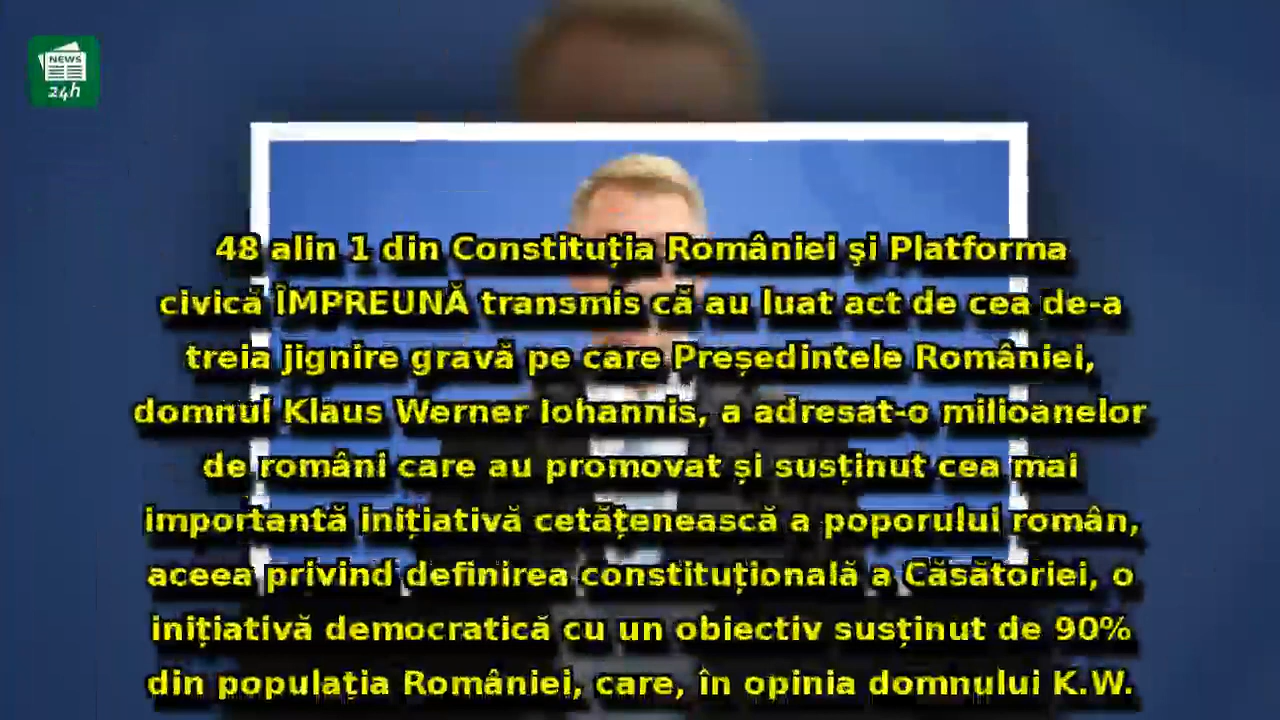 NEWS
24h
48 alin 1 din Constituția României şi Platforma
civică ÎMPREUNĂ transmis că au luat act de cea de-a
treia jignire gravă pe care Președintele României,
domnul Klaus Werner Iohannis, a adresat-o milioanelor
de români care au promovat și susținut cea mai
importantă inițiativă cetățenească a poporului român,
aceea privind definirea constituțională a Căsătoriei, o
inițiativă democratică cu un obiectiv susținut de 90%
din populația României, care, în opinia domnului K.W.